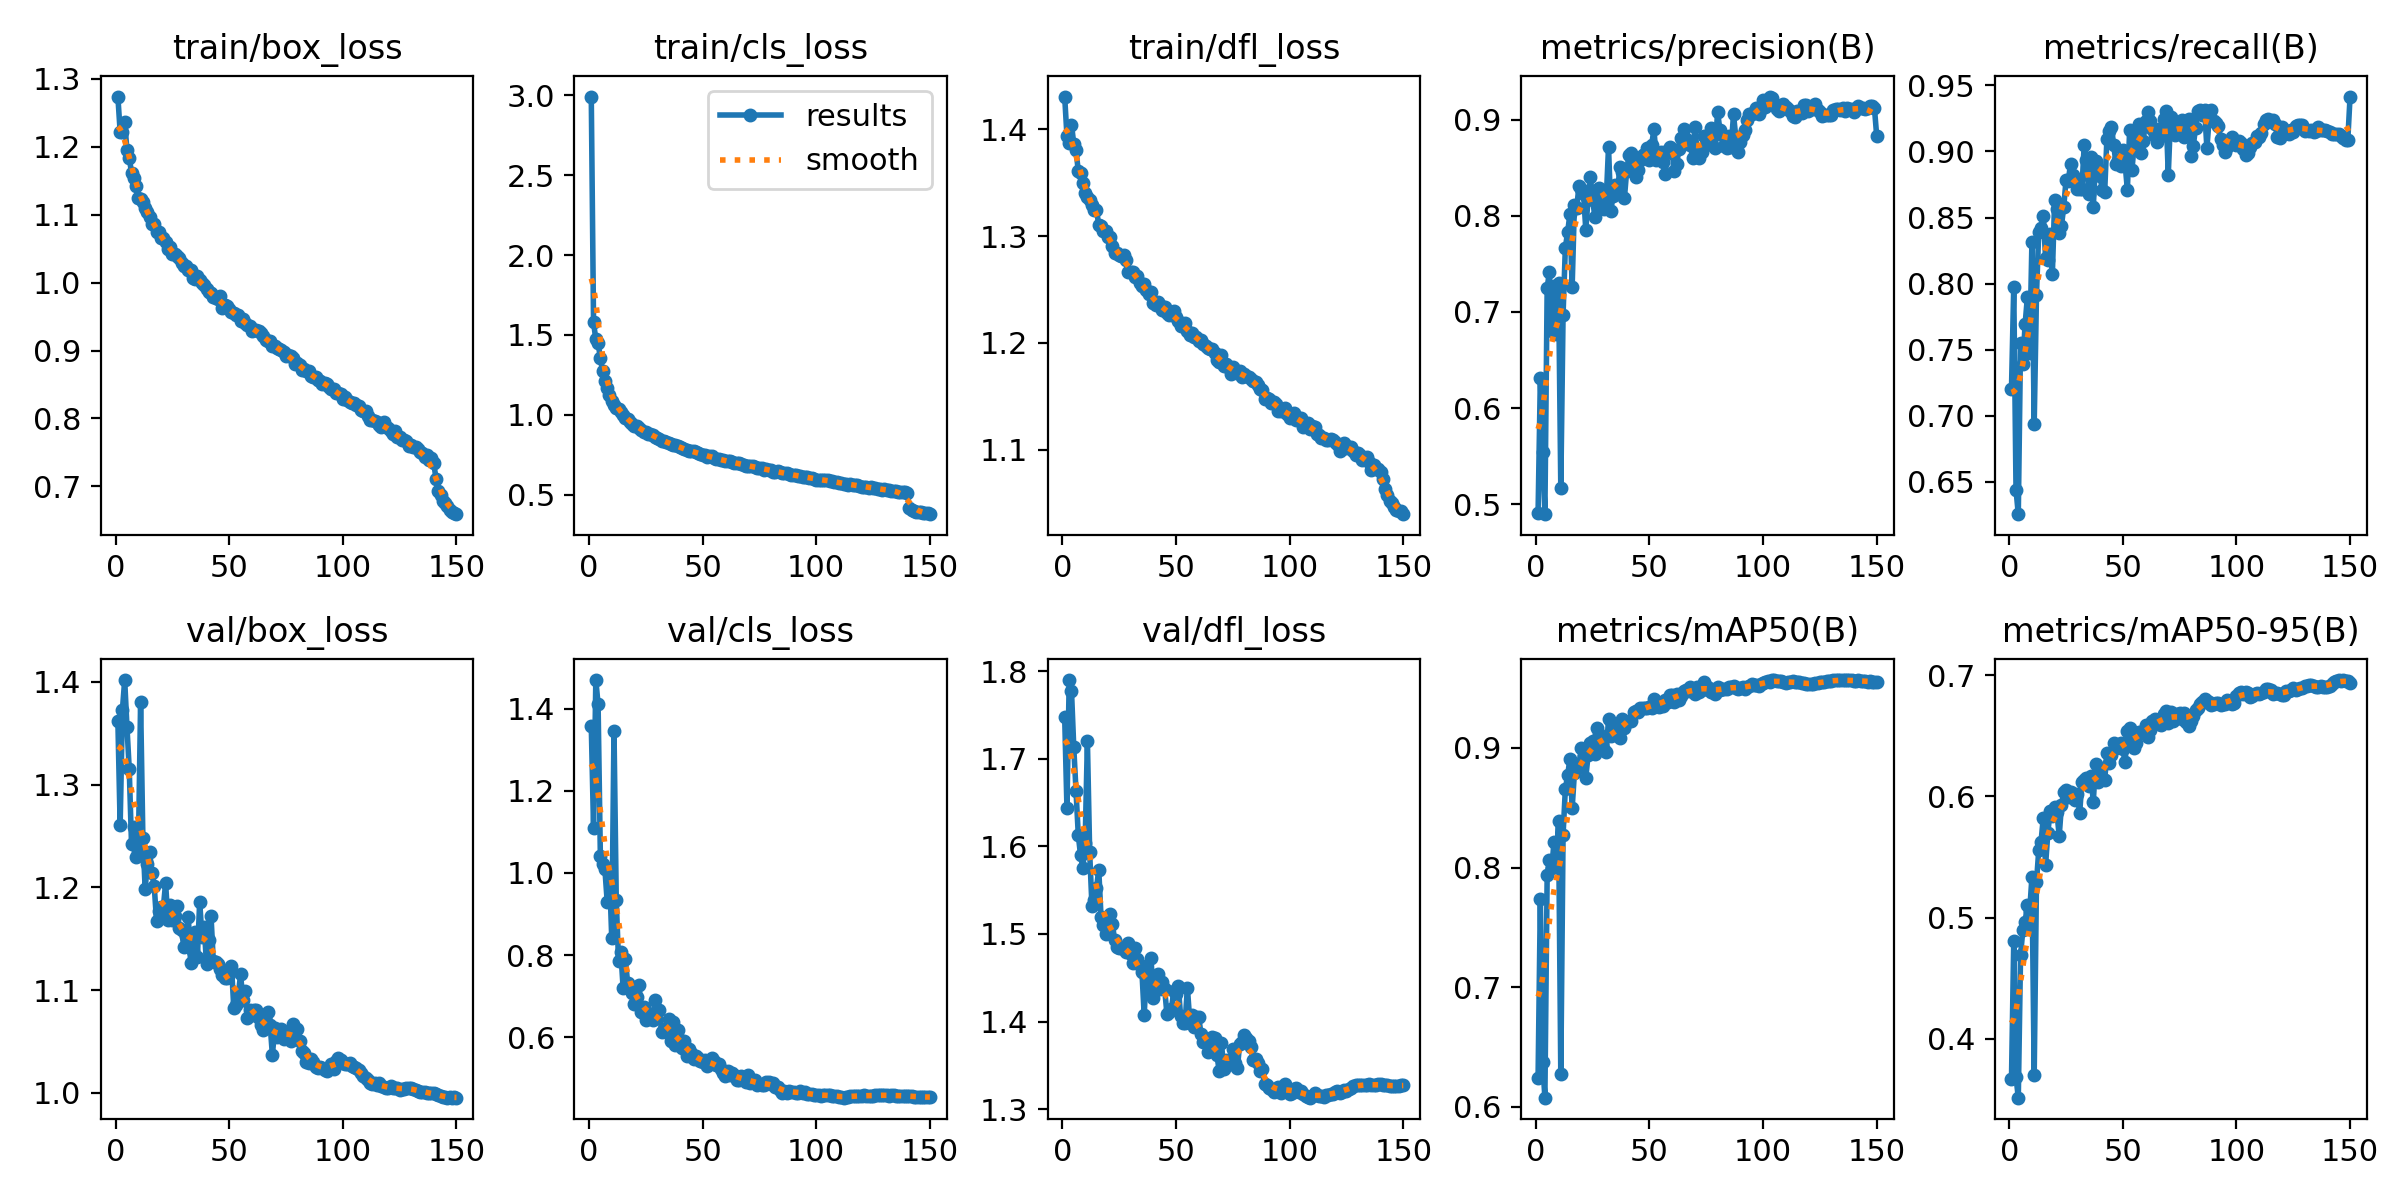 train/box_loss
1.3
1.2
1.1
1.0
0.9
0.8
0.7
0 50 100 150
train/cls_loss
results
smooth
3.0
2.5
2.0
1.5
1.0
0.5
0 50 100 150
train/dfl_loss
1.4
1.3
1.2
1.1
0 50 100 150
metrics/precision(B)
0.9
0.8
0.7
0.6
0.5
0 50 100 150
metrics/recall(B)
0.95
0.90
0.85
0.80
0.75
0.70
0.65
0 50 100 150
val/box_loss
1.4
1.3
1.2
1.1
1.0
0 50 100 150
val/cls_loss
1.4
1.2
1.0
0.8
0.6
0 50 100 150
val/dfl_loss
1.8
1.7
1.6
1.5
1.4
1.3
0 50 100 150
metrics/mAP50(B)
0.9
0.8
0.7
0.6
0 50 100 150
metrics/mAP50-95(B)
0.7
0.6
0.5
0.4
0 50 100 150